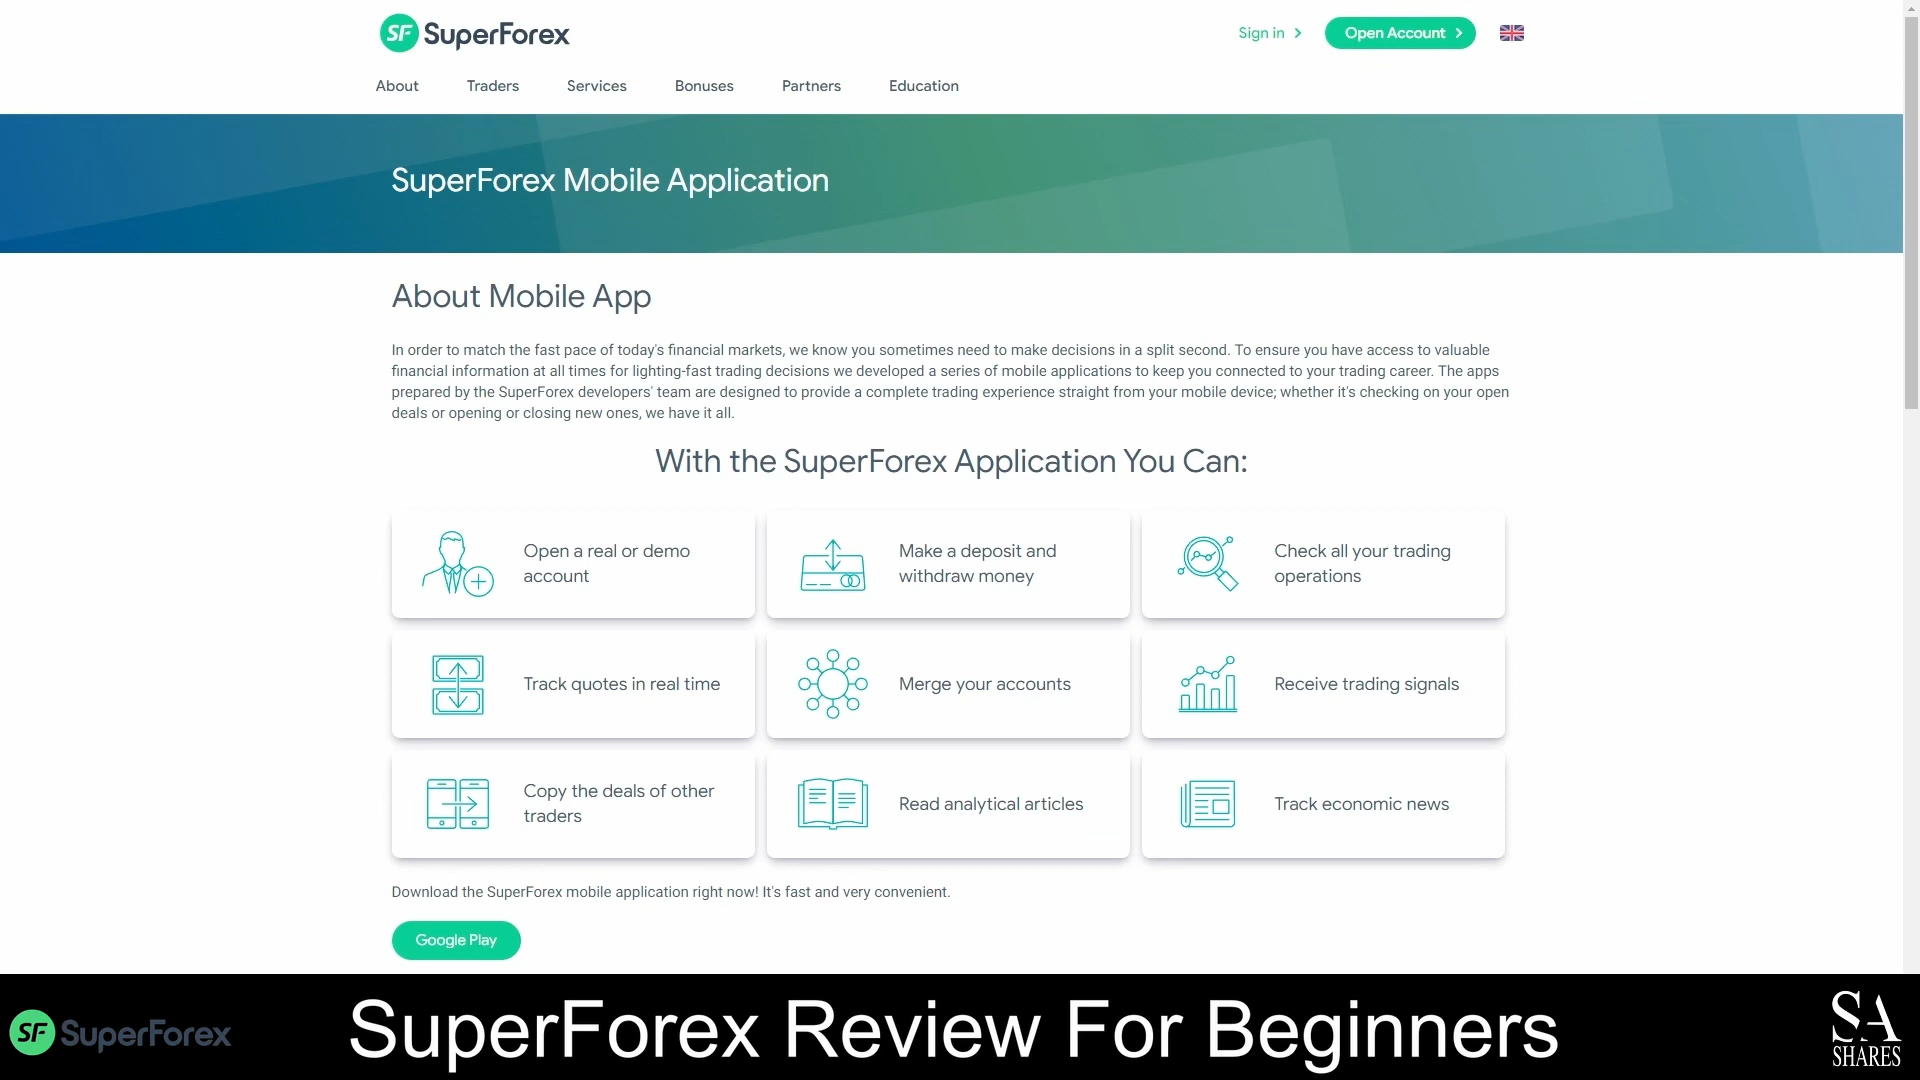 SF SuperForex
Sign in
Open Account
About
Traders
Services
Bonuses
Partners
Education
SuperForex Mobile Application
About Mobile App
In order to match the fast pace of today's financial markets, we know you sometimes need to make decisions in a split second. To ensure you have access to valuable
financial information at all times for lighting-fast trading decisions we developed a series of mobile applications to keep you connected to your trading career. The apps
prepared by the SuperForex developers' team are designed to provide a complete trading experience straight from your mobile device; whether it's checking on your open
deals or opening or closing new ones, we have it all.
With the SuperForex Application You Can:
Open a real or demo
account
Make a deposit and
withdraw money
Check all your trading
operations
Track quotes in real time
Merge your accounts
Receive trading signals
Copy the deals of other
traders
Read analytical articles
Track economic news
Download the SuperForex mobile application right now! It's fast and very convenient.
Google Play
SF SuperForex
SuperForex Review For Beginners
SA
SHARES